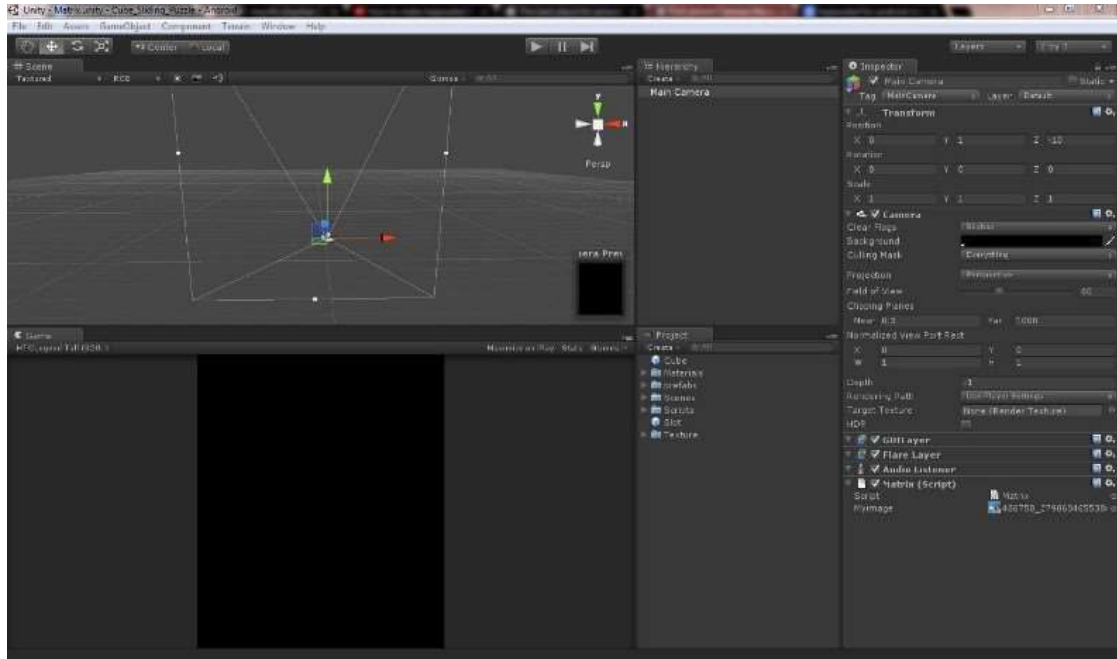 Unity - Matrix.unity - Cube_Sliding_Puzzle - Android
File Edit Assets GameObject Component Terrain Window Help
Center Local
Layers
Scene
Textured RGB Gizmos
y
x
Persp
Hierarchy
Create
Main Camera
Inspector
Main Camera Static
Tag MainCamera Layer Default
Transform
Position
X 0 Y 1 Z -10
Rotation
X 0 Y 0 Z 0
Scale
X 1 Y 1 Z 1
Camera
Clear Flags Skybox
Background
Culling Mask Everything
Projection Perspective
Field of View 60
Clipping Planes
Near 0.3 Far 1000
Normalized View Port Rect
X 0 Y 0
W 1 H 1
Depth -1
Rendering Path Use Player Settings
Target Texture None (Render Texture)
HDR
GUILayer
Flare Layer
Audio Listener
Matrix (Script)
Script Matrix
Myimage
Game
Maximize on Play Stats Gizmos
Project
Create
Cube
Materials
prefabs
Scenes
Scripts
Slot
Texture